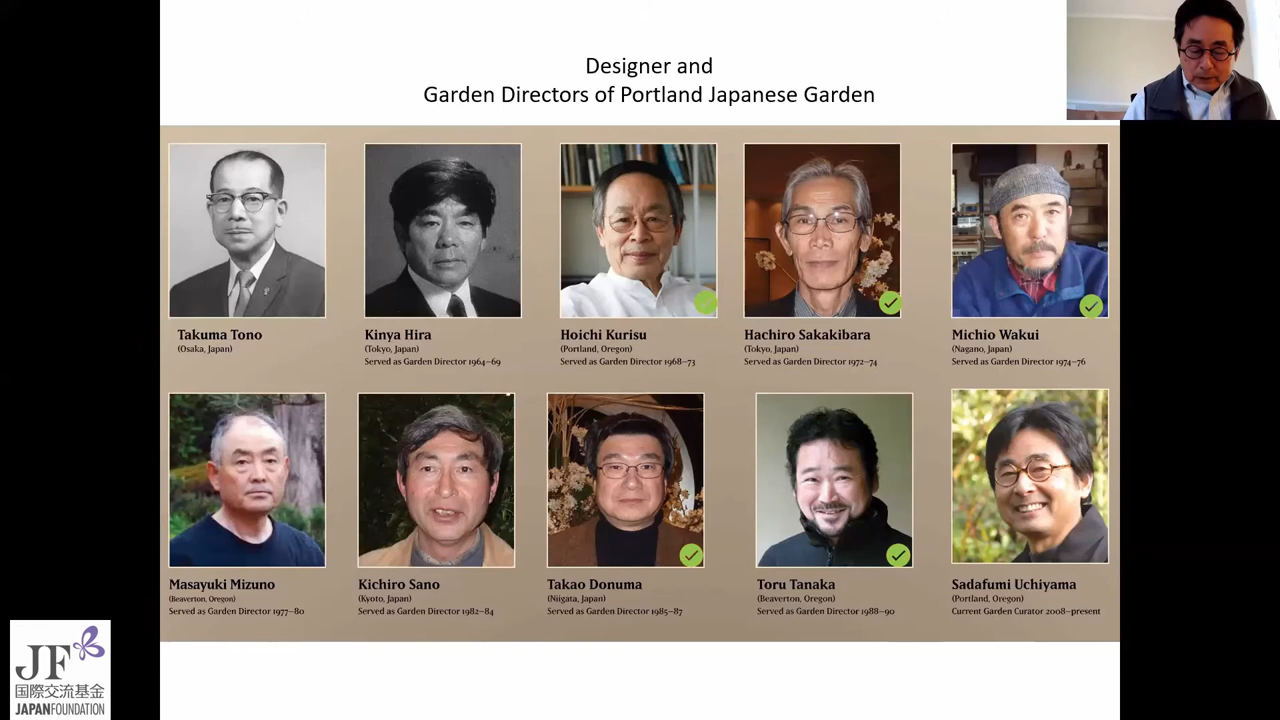 Designer and
Garden Directors of Portland Japanese Garden
Takuma Tono
(Osaka, Japan)
Kinya Hira
(Tokyo, Japan)
Served as Garden Director 1964–69
Hoichi Kurisu
(Portland, Oregon)
Served as Garden Director 1968–73
Hachiro Sakakibara
(Tokyo, Japan)
Served as Garden Director 1972–74
Michio Wakui
(Nagano, Japan)
Served as Garden Director 1974–76
Masayuki Mizuno
(Beaverton, Oregon)
Served as Garden Director 1977–80
Kichiro Sano
(Kyoto, Japan)
Served as Garden Director 1982–84
Takao Donuma
(Niigata, Japan)
Served as Garden Director 1985–87
Toru Tanaka
(Beaverton, Oregon)
Served as Garden Director 1988–90
Sadafumi Uchiyama
(Portland, Oregon)
Current Garden Curator 2008–present
JF
国際交流基金
JAPANFOUNDATION